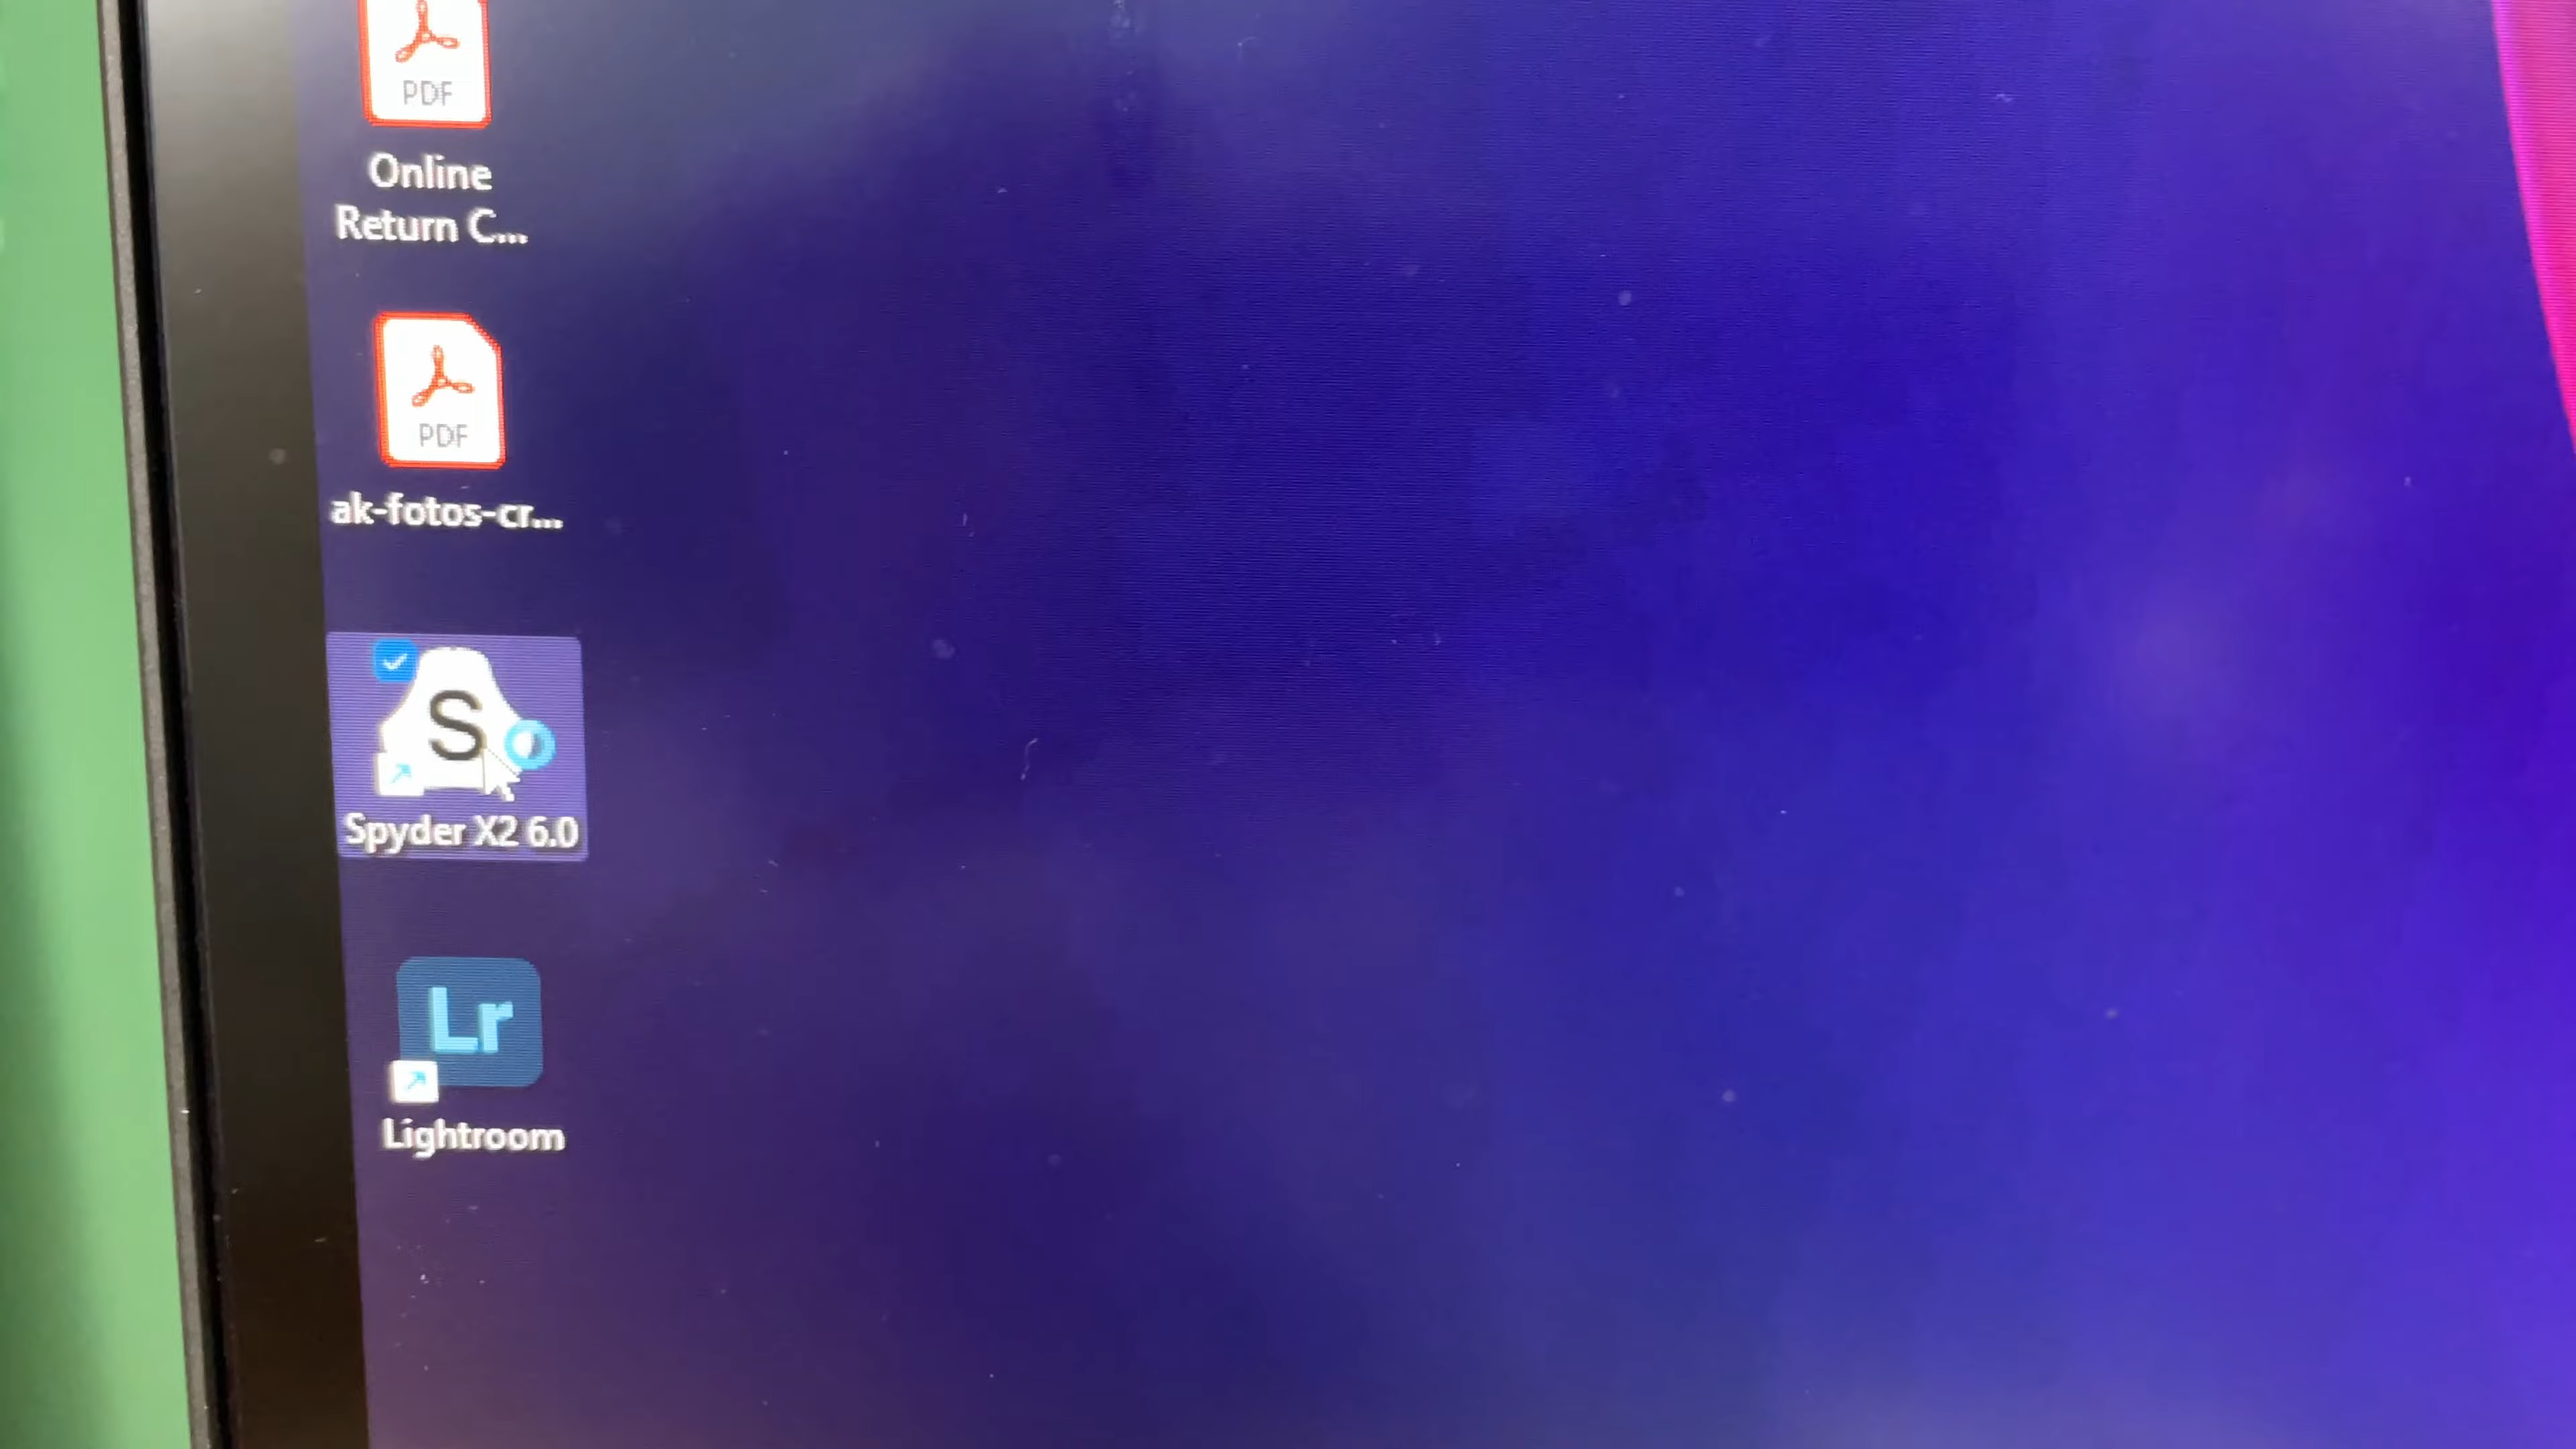 PDF
Online
Return C...
PDF
ak-fotos-cr...
S
Spyder X2 6.0
Lr
Lightroom